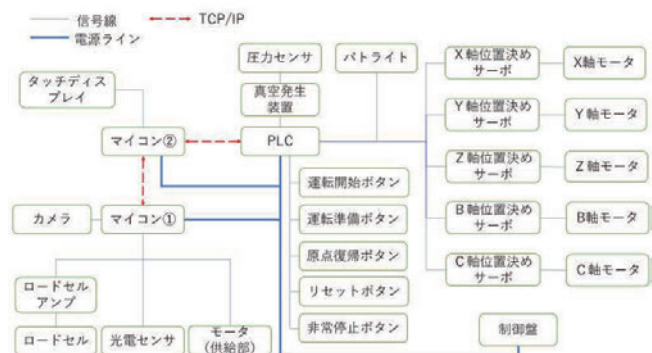 信号線
TCP/IP
電源ライン
圧力センサ
パトライト
X軸位置決め
サーボ
X軸モータ
タッチディス
プレイ
真空発生
装置
Y軸位置決め
サーボ
Y軸モータ
マイコン②
PLC
Z軸位置決め
サーボ
Z軸モータ
運転開始ボタン
カメラ
マイコン①
運転準備ボタン
B軸位置決め
サーボ
B軸モータ
原点復帰ボタン
C軸位置決め
サーボ
C軸モータ
ロードセル
アンプ
リセットボタン
ロードセル
光電センサ
モータ
(供給部)
非常停止ボタン
制御盤